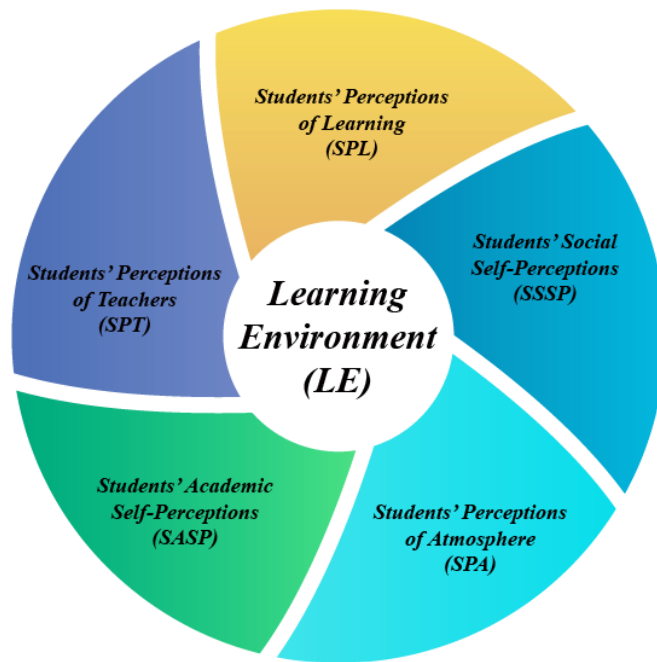 Students’ Perceptions
of Learning
(SPL)
Students’ Social
Self-Perceptions
(SSSP)
Students’ Perceptions
of Teachers
(SPT)
Learning
Environment
(LE)
Students’ Academic
Self-Perceptions
(SASP)
Students’ Perceptions
of Atmosphere
(SPA)